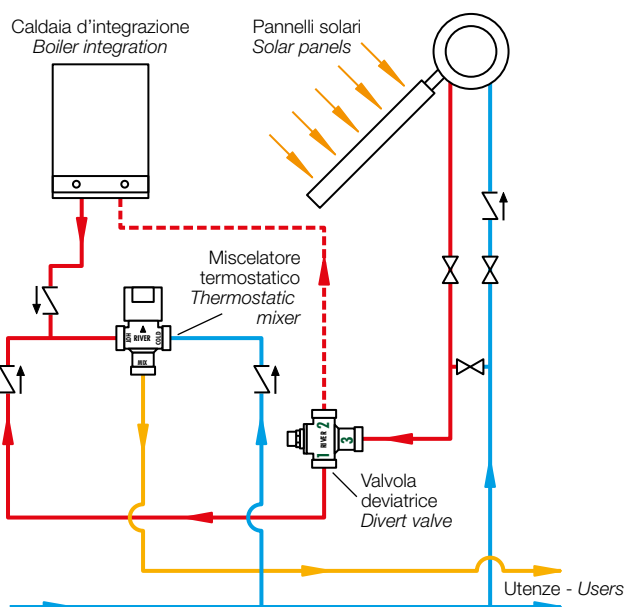 Caldaia d'integrazione
Boiler integration
Pannelli solari
Solar panels
Miscelatore
termostatico
Thermostatic
mixer
HOT
RIVER
COLD
MIX
2
RIVER
1
3
Valvola
deviatrice
Divert valve
Utenze - Users